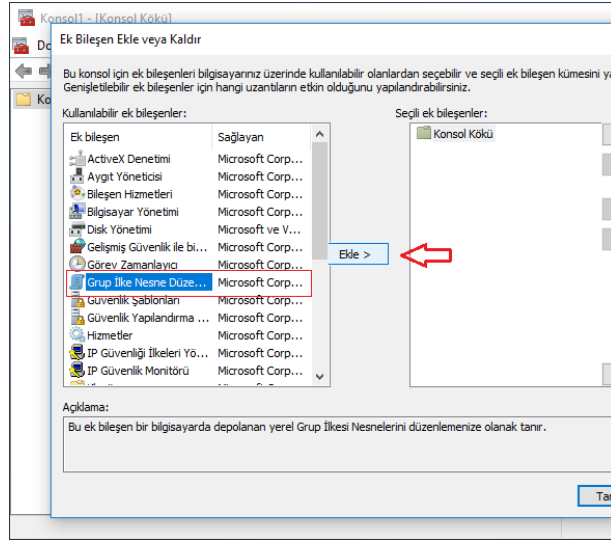 Konsol1 - [Konsol Kökü]
Ek Bileşen Ekle veya Kaldır
Bu konsol için ek bileşenleri bilgisayarınız üzerinde kullanılabilir olanlardan seçebilir ve seçili ek bileşen kümesini
Genişletilebilir ek bileşenler için hangi uzantıların etkin olduğunu yapılandırabilirsiniz.
Kullanılabilir ek bileşenler:
Seçili ek bileşenler:
Ek bileşen Sağlayan
Konsol Kökü
ActiveX Denetimi Microsoft Corp...
Aygıt Yöneticisi Microsoft Corp...
Bileşen Hizmetleri Microsoft Corp...
Bilgisayar Yönetimi Microsoft Corp...
Disk Yönetimi Microsoft ve V...
Gelişmiş Güvenlik ile bi... Microsoft Corp...
Görev Zamanlayıcı Microsoft Corp...
Grup İlke Nesne Düze... Microsoft Corp...
Güvenlik Şablonları Microsoft Corp...
Güvenlik Yapılandırma ... Microsoft Corp...
Hizmetler Microsoft Corp...
IP Güvenliği İlkeleri Yö... Microsoft Corp...
IP Güvenlik Monitörü Microsoft Corp...
Ekle >
Açıklama:
Bu ek bileşen bir bilgisayarda depolanan yerel Grup İlkesi Nesnelerini düzenlemenize olanak tanır.